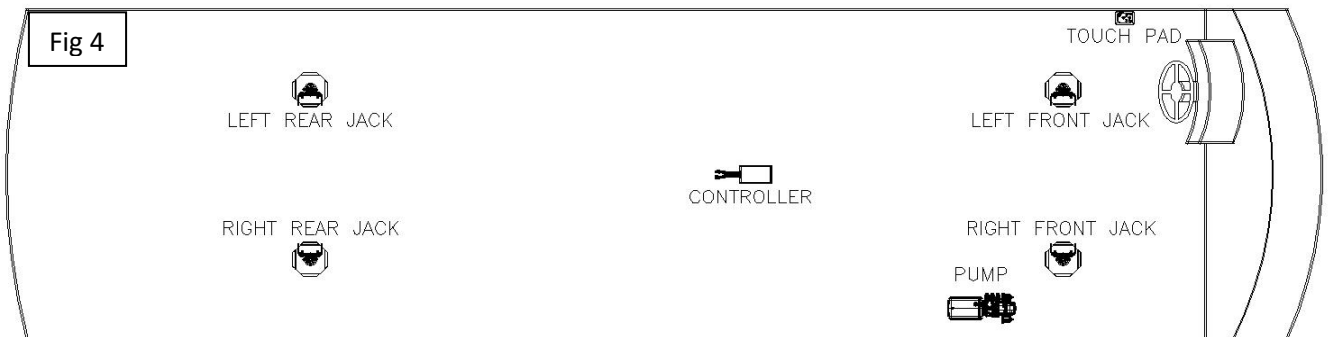 Fig 4
TOUCH PAD
LEFT REAR JACK
LEFT FRONT JACK
CONTROLLER
RIGHT REAR JACK
RIGHT FRONT JACK
PUMP